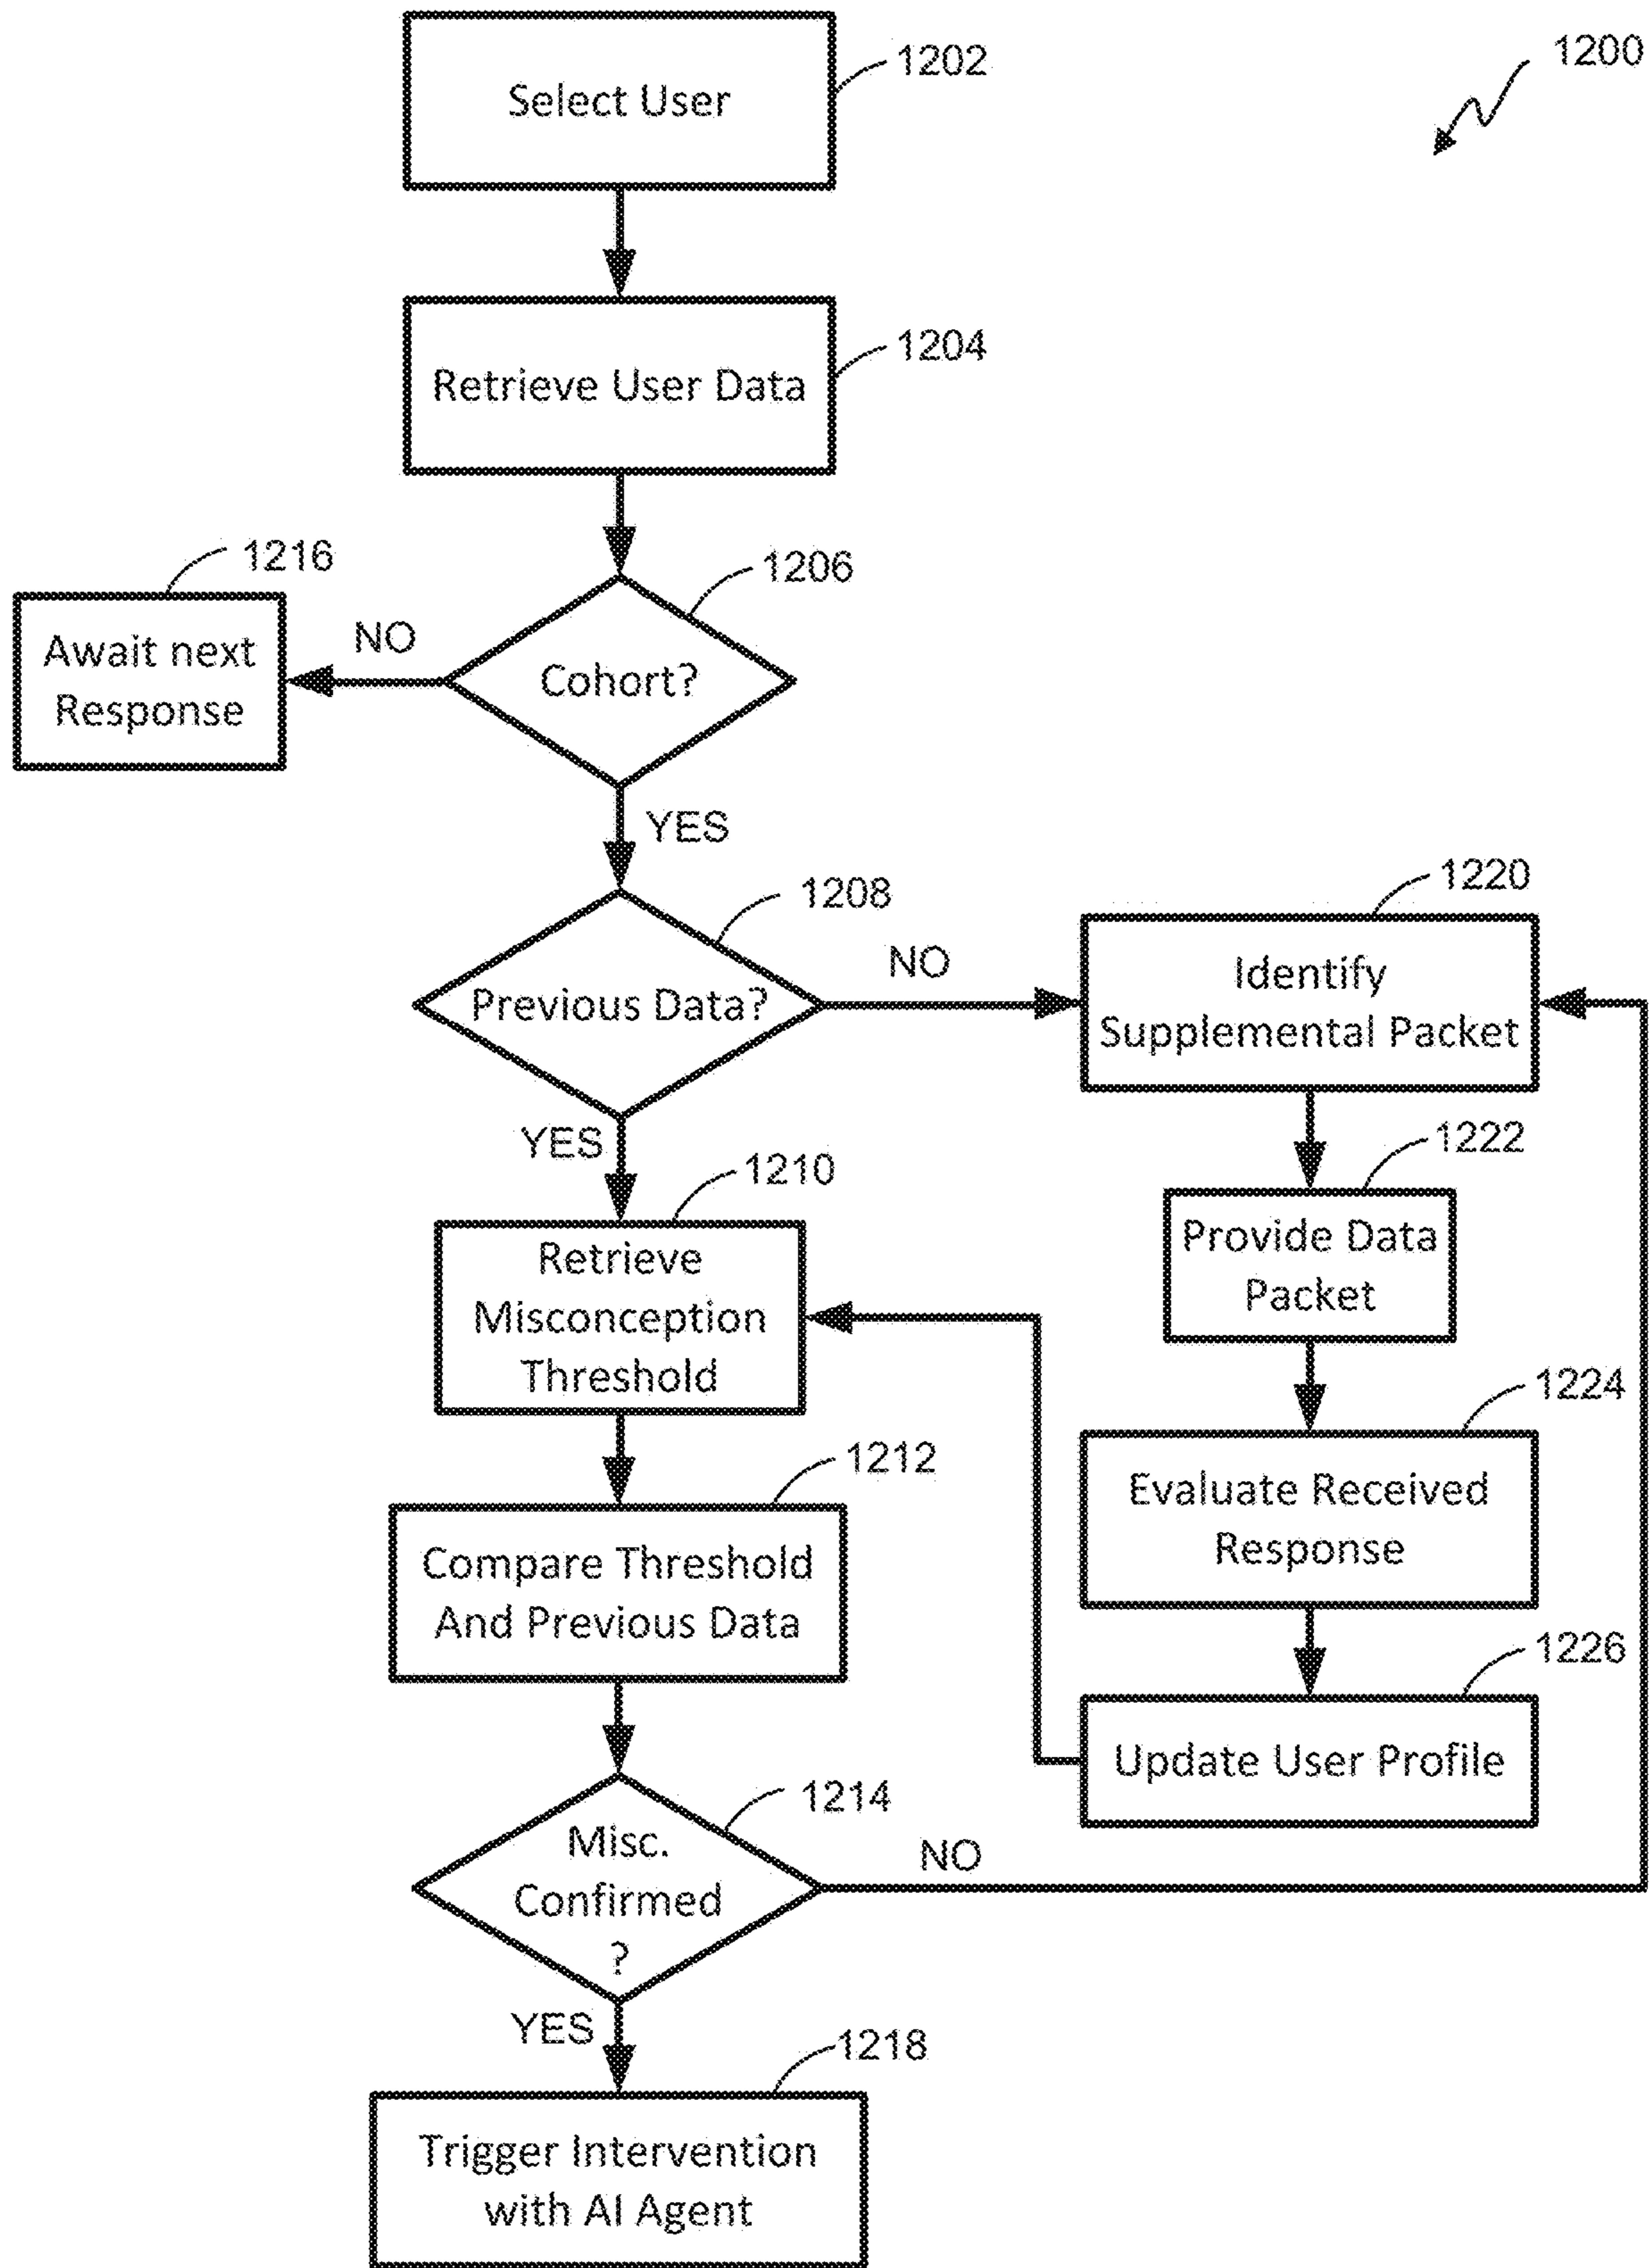 1202
1200
Select User
1204
Retrieve User Data
1216
1206
Await next
Response
NO
Cohort?
YES
1208
1220
Previous Data?
NO
Identify
Supplemental Packet
YES
1210
1222
Retrieve
Misconception
Threshold
Provide Data
Packet
1212
1224
Compare Threshold
And Previous Data
Evaluate Received
Response
1226
Update User Profile
1214
Misc.
Confirmed
?
NO
YES
1218
Trigger Intervention
with AI Agent